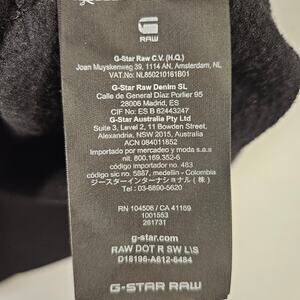 RAW
G-Star Raw C.V. (H.Q.)
Joan Muyskenweg 39, 1114 AN, Amsterdam, NL
VAT.No: NL850210161B01
G-Star Raw Denim SL
Calle de General Diaz Porlier 95
28006 Madrid, ES
CIF No: ES B 62443247
G-Star Australia Pty Ltd
Suite 3, Level 2, 11 Bowden Street,
Alexandria, NSW 2015, Australia
ACN 084011852
Importado por mercadeo y moda s.a.s
nit. 800.169.352-6
código importador no. 463
código sic no. 5887, medellin - Colombia
ジースターインターナショナル (株)
Tel: 03-6890-5620
RN 104506 / CA 41159
1001553
261731
g-star.com
RAW DOT R SW L\S
D18196-A612-6484
G-STAR RAW